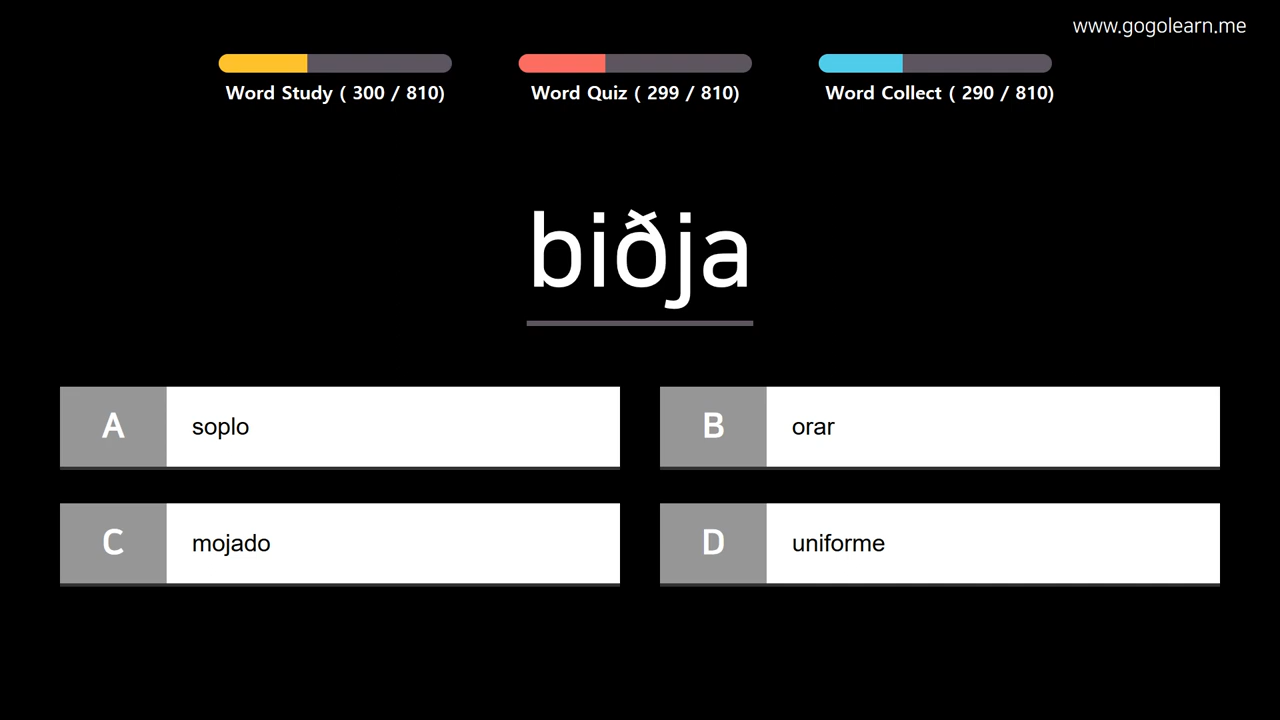 www.gogolearn.me
Word Study ( 300 / 810)
Word Quiz ( 299 / 810)
Word Collect ( 290 / 810)
biðja
A soplo
B orar
C mojado
D uniforme